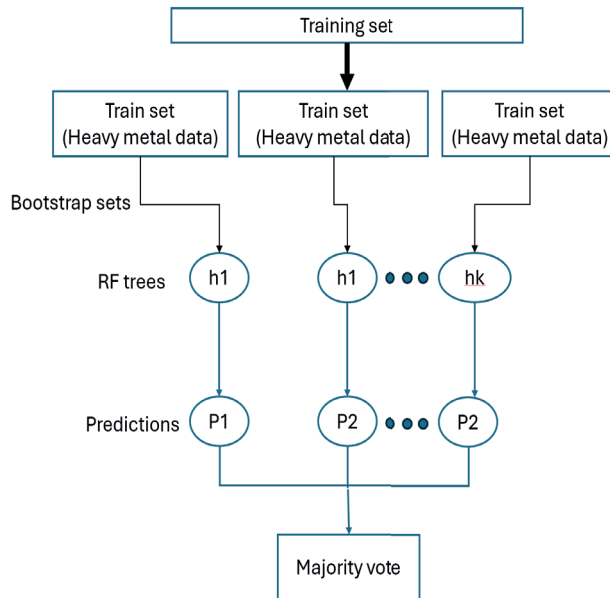 Training set
Train set
(Heavy metal data)
Train set
(Heavy metal data)
Train set
(Heavy metal data)
Bootstrap sets
RF trees
h1
h1
hk
Predictions
P1
P2
P2
Majority vote